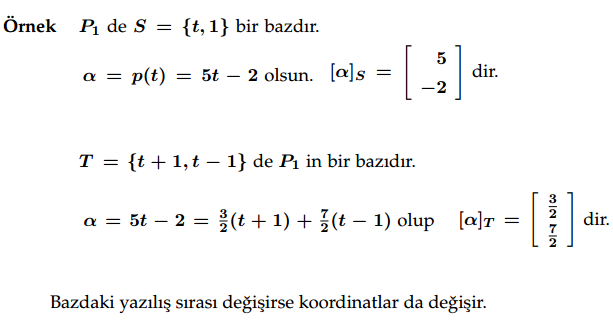 Örnek P₁ de S = {t, 1} bir bazdır.
α = p(t) = 5t − 2 olsun. [α]S = [ 5 −2 ] dir.
T = {t + 1, t − 1} de P₁ in bir bazıdır.
α = 5t − 2 = 3/2(t + 1) + 7/2(t − 1) olup [α]T = [ 3/2 7/2 ] dir.
Bazdaki yazılış sırası değişirse koordinatlar da değişir.